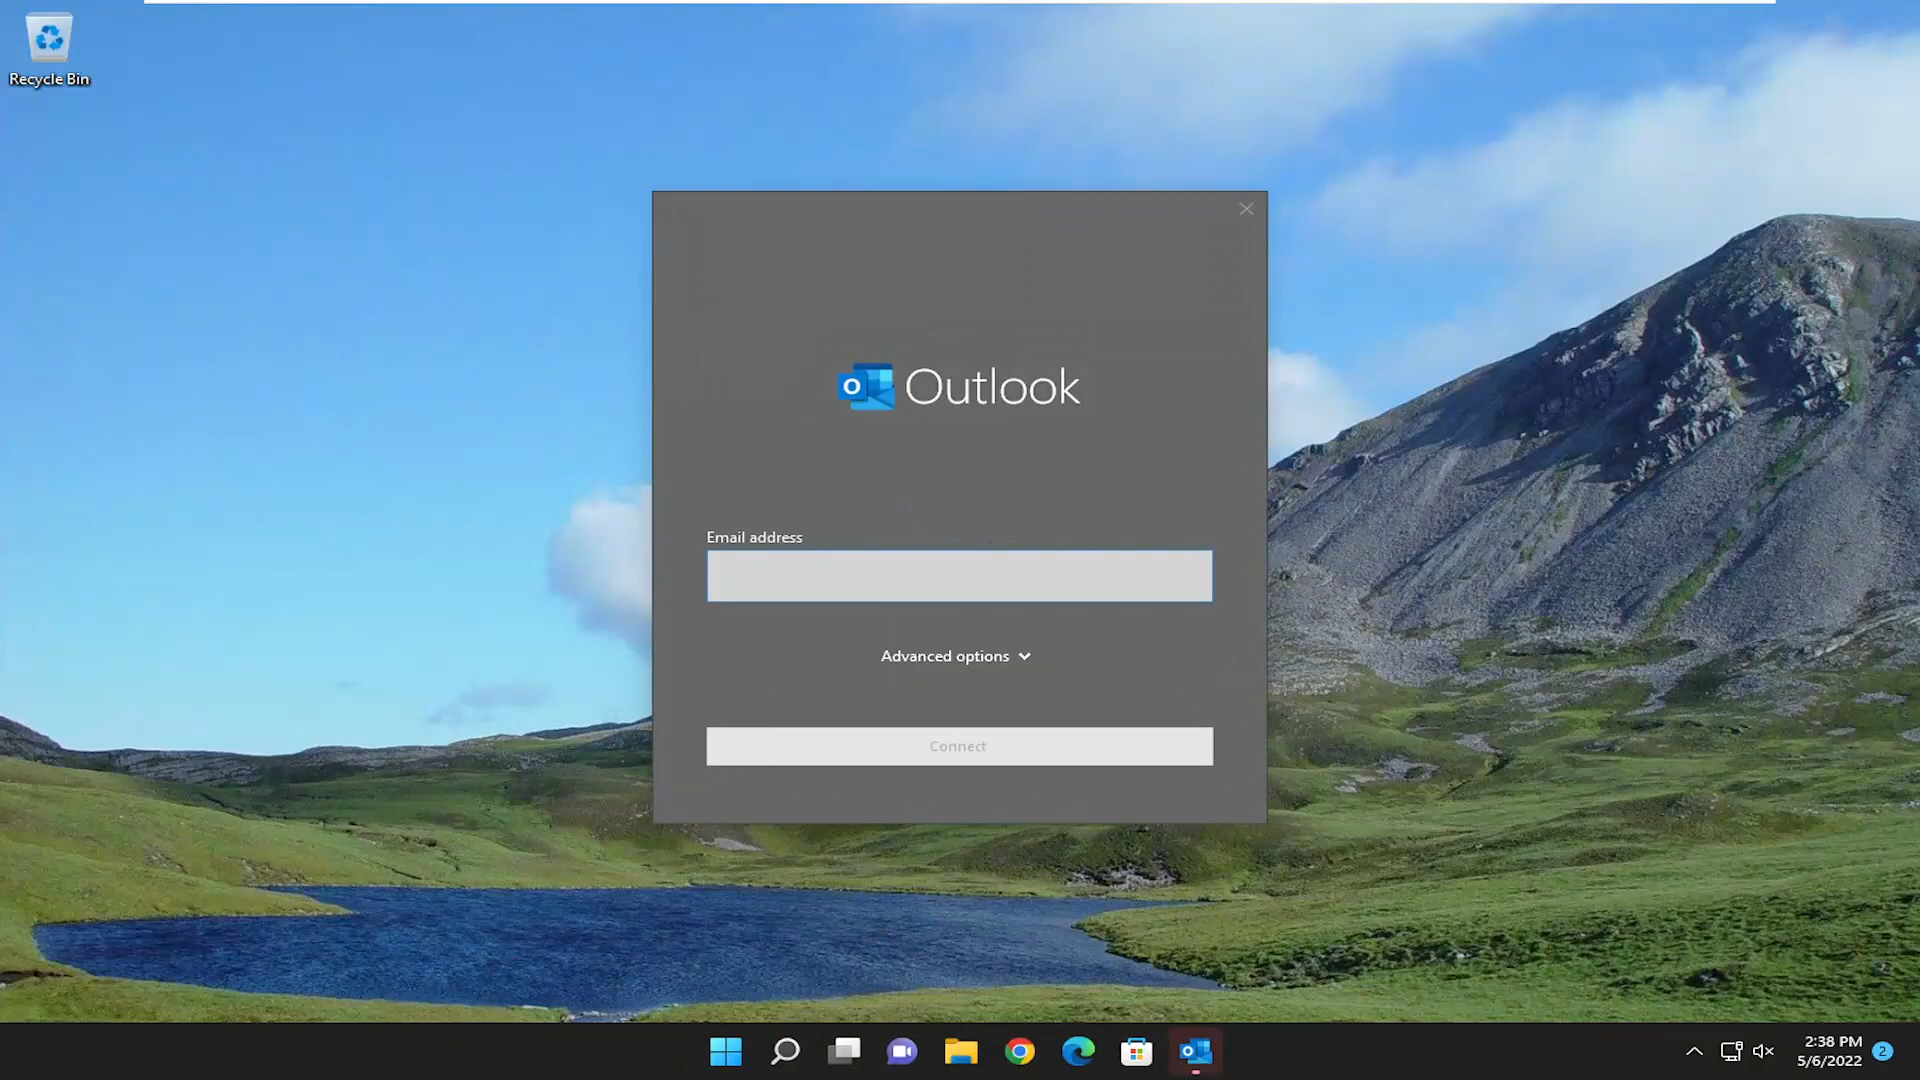 Recycle Bin
Outlook
Email address
Advanced options
Connect
2:38 PM
5/6/2022
2